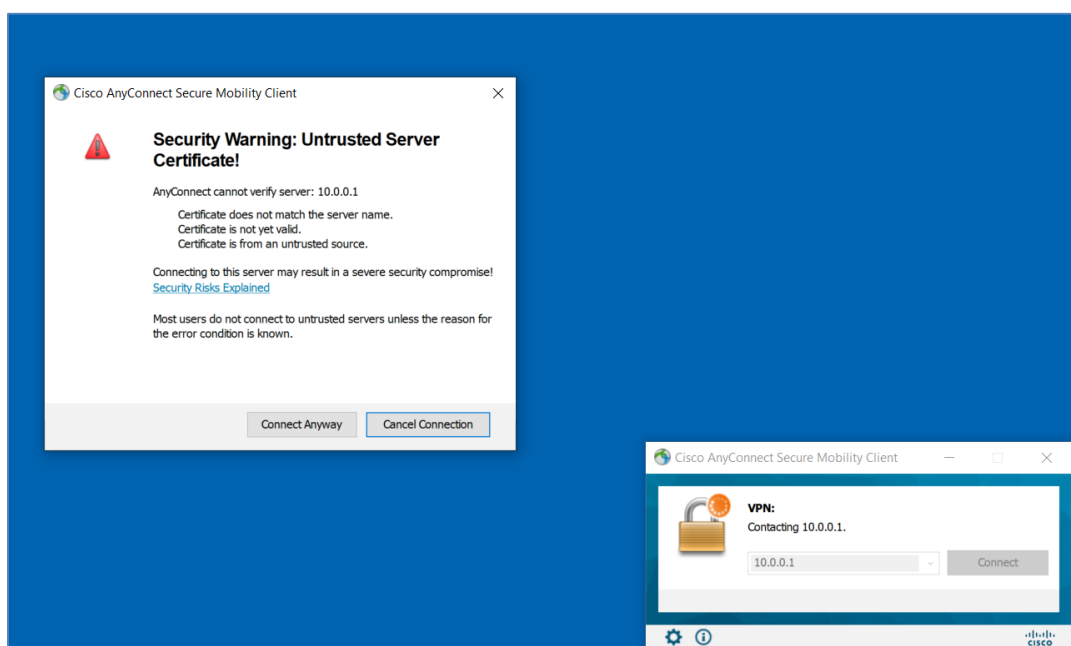 Cisco AnyConnect Secure Mobility Client
Security Warning: Untrusted Server
Certificate!
AnyConnect cannot verify server: 10.0.0.1
Certificate does not match the server name.
Certificate is not yet valid.
Certificate is from an untrusted source.
Connecting to this server may result in a severe security compromise!
Security Risks Explained
Most users do not connect to untrusted servers unless the reason for
the error condition is known.
Connect Anyway
Cancel Connection
Cisco AnyConnect Secure Mobility Client
VPN:
Contacting 10.0.0.1.
10.0.0.1
Connect
CISCO